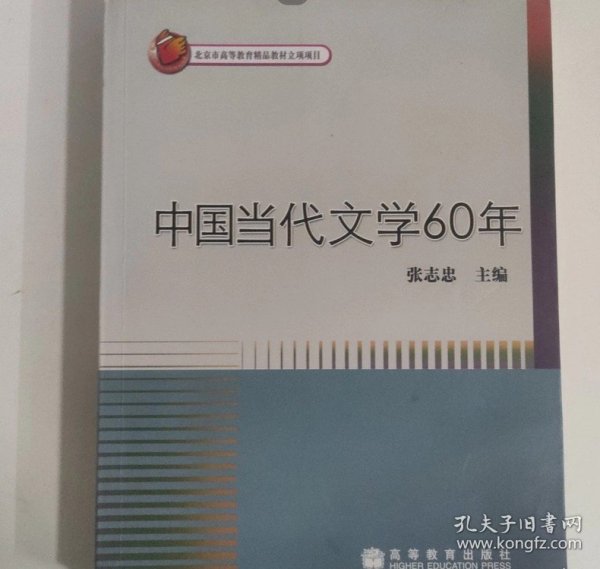 北京市高等教育精品教材立项项目
中国当代文学60年
张志忠 主编
高等教育出版社
HIGHER EDUCATION PRESS
孔夫子旧书网
www.kongfz.com